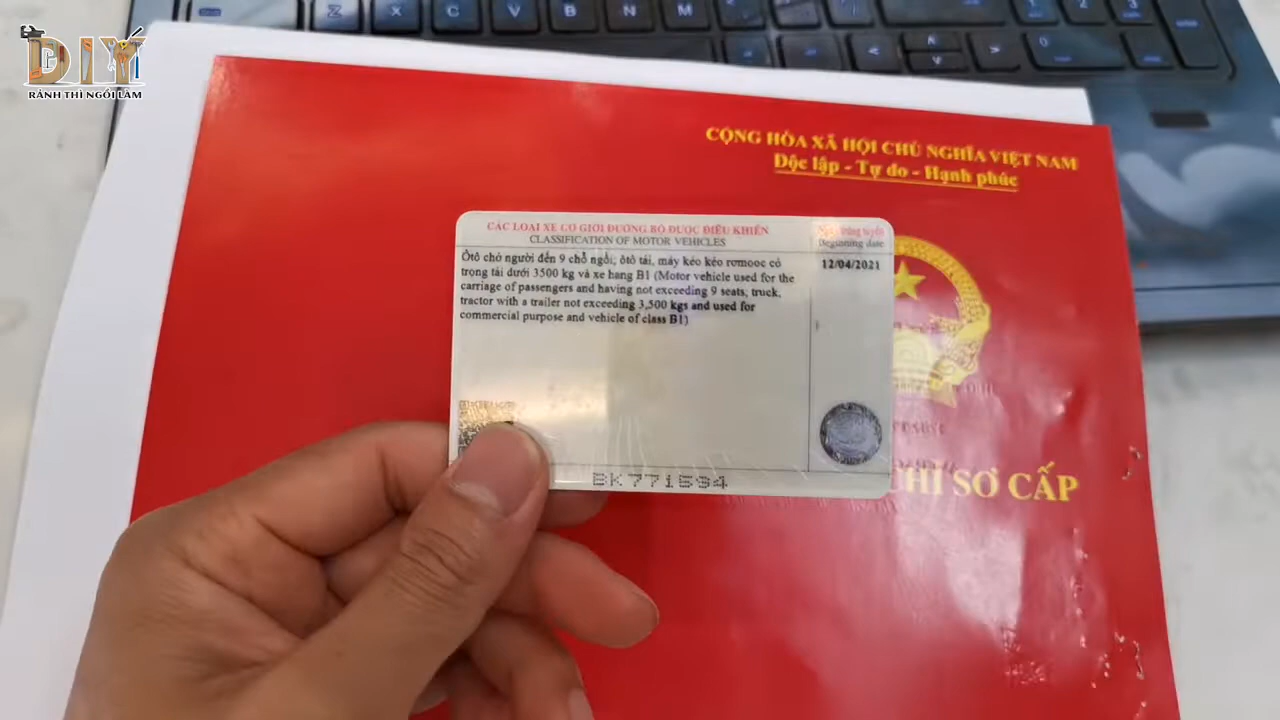 DIY
RẢNH THÌ NGỒI LÀM
Z X C V B N M
CỘNG HÒA XÃ HỘI CHỦ NGHĨA VIỆT NAM
Độc lập - Tự do - Hạnh phúc
CÁC LOẠI XE CƠ GIỚI ĐƯỜNG BỘ ĐƯỢC ĐIỀU KHIỂN
CLASSIFICATION OF MOTOR VEHICLES
Ngày trúng tuyển
Beginning date
Ôtô chở người đến 9 chỗ ngồi; ôtô tải, máy kéo kéo rơmooc có
trọng tải dưới 3500 kg và xe hạng B1 (Motor vehicle used for the
carriage of passengers and having not exceeding 9 seats; truck,
tractor with a trailer not exceeding 3,500 kgs and used for
commercial purpose and vehicle of class B1)
12/04/2021
BK771594
CHỈ SƠ CẤP